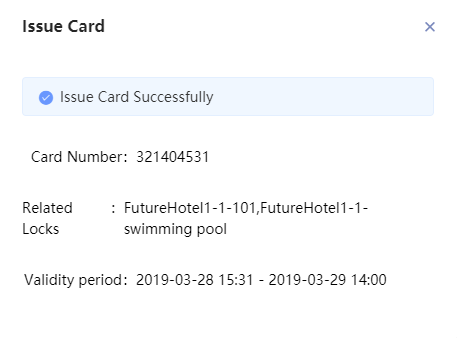 Issue Card
Issue Card Successfully
Card Number: 321404531
Related : FutureHotel1-1-101,FutureHotel1-1-
Locks swimming pool
Validity period: 2019-03-28 15:31 - 2019-03-29 14:00